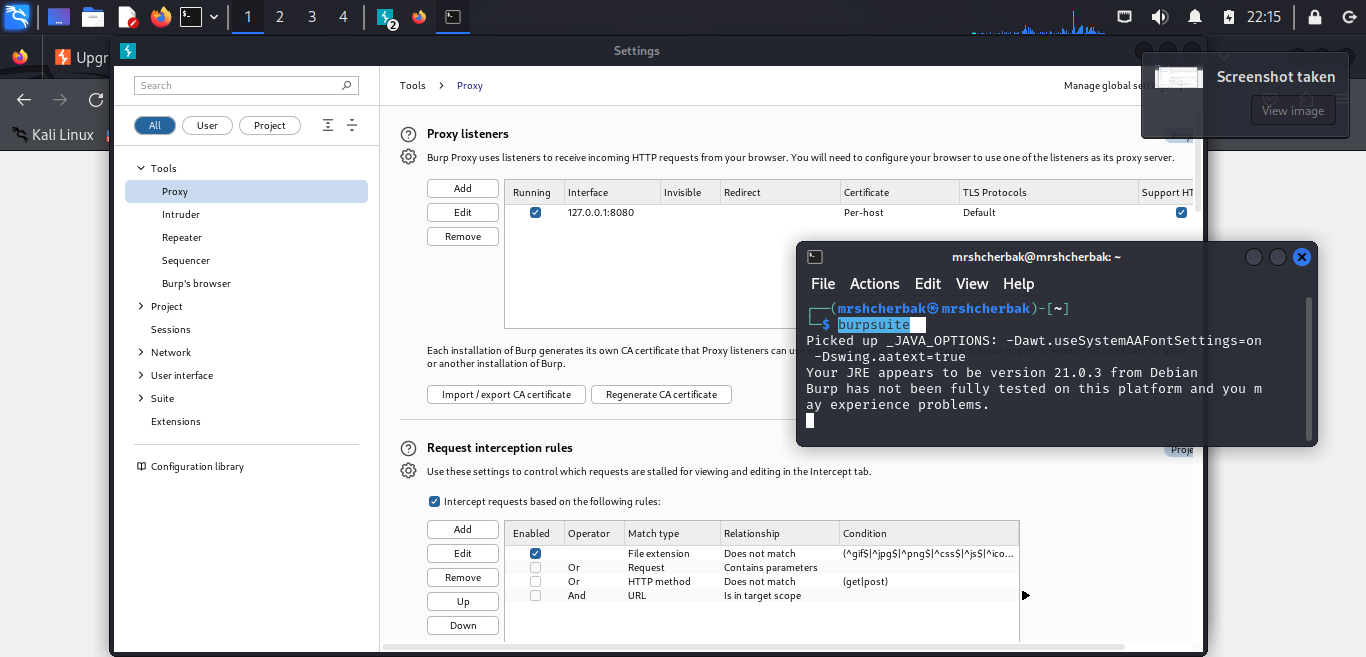 1 2 3 4 2 22:15
Settings
Upgr
Kali Linux
Screenshot taken
View image
Search
All User Project
Tools
Proxy
Intruder
Repeater
Sequencer
Burp's browser
Project
Sessions
Network
User interface
Suite
Extensions
Configuration library
Tools > Proxy
Manage global
Proxy listeners
Burp Proxy uses listeners to receive incoming HTTP requests from your browser. You will need to configure your browser to use one of the listeners as its proxy server.
Add
Edit
Remove
Running Interface Invisible Redirect Certificate TLS Protocols Support HT
127.0.0.1:8080 Per-host Default
Each installation of Burp generates its own CA certificate that Proxy listeners can
or another installation of Burp.
Import / export CA certificate Regenerate CA certificate
Request interception rules
Proje
Use these settings to control which requests are stalled for viewing and editing in the Intercept tab.
Intercept requests based on the following rules:
Add
Edit
Remove
Up
Down
Enabled Operator Match type Relationship Condition
File extension Does not match (^gif$|^jpg$|^png$|^css$|^js$|^ico...
Or Request Contains parameters
Or HTTP method Does not match (get|post)
And URL Is in target scope
mrshcherbak@mrshcherbak: ~
File Actions Edit View Help
(mrshcherbak㉿mrshcherbak)-[~]
$ burpsuite
Picked up _JAVA_OPTIONS: -Dawt.useSystemAAFontSettings=on
-Dswing.aatext=true
Your JRE appears to be version 21.0.3 from Debian
Burp has not been fully tested on this platform and you m
ay experience problems.